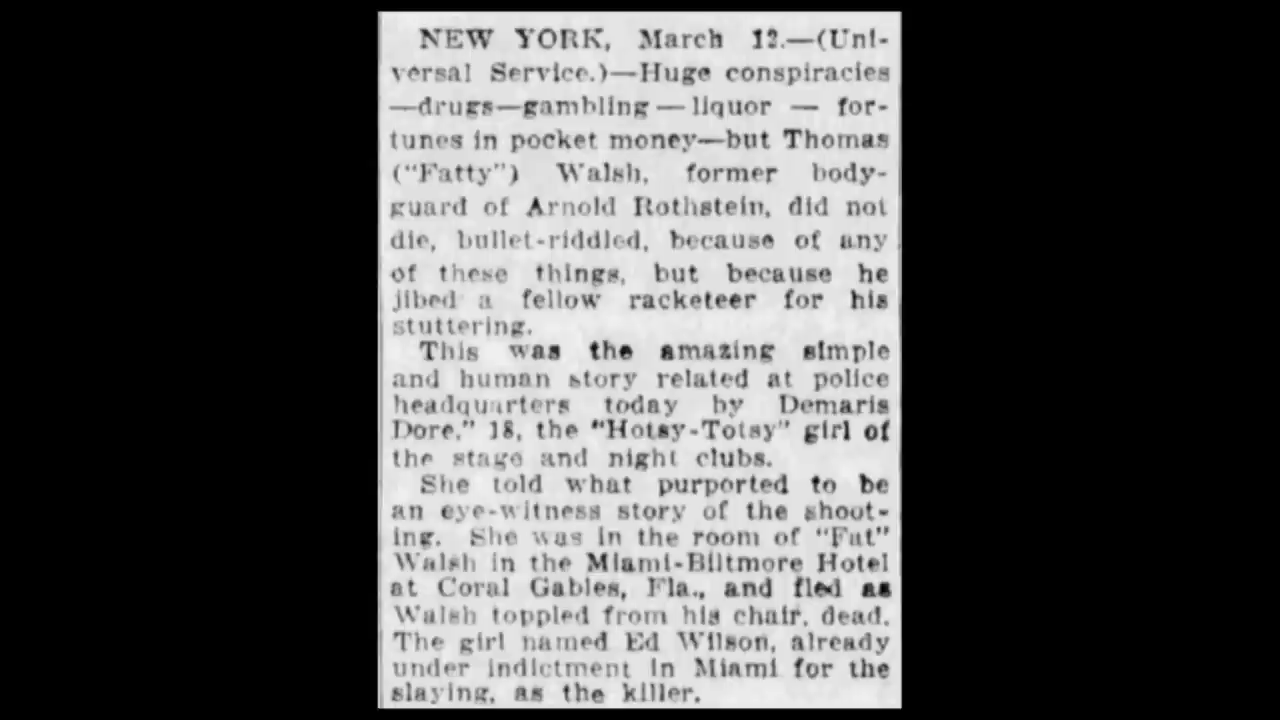 NEW YORK, March 12.—(Uni-
versal Service.)—Huge conspiracies
—drugs—gambling—liquor — for-
tunes in pocket money—but Thomas
("Fatty") Walsh, former body-
guard of Arnold Rothstein, did not
die, bullet-riddled, because of any
of these things, but because he
jibed a fellow racketeer for his
stuttering.
This was the amazing simple
and human story related at police
headquarters today by Demaris
Dore," 18, the "Hotsy-Totsy" girl of
the stage and night clubs.
She told what purported to be
an eye-witness story of the shoot-
ing. She was in the room of "Fat"
Walsh in the Miami-Biltmore Hotel
at Coral Gables, Fla., and fled as
Walsh toppled from his chair, dead.
The girl named Ed Wilson, already
under indictment in Miami for the
slaying, as the killer.